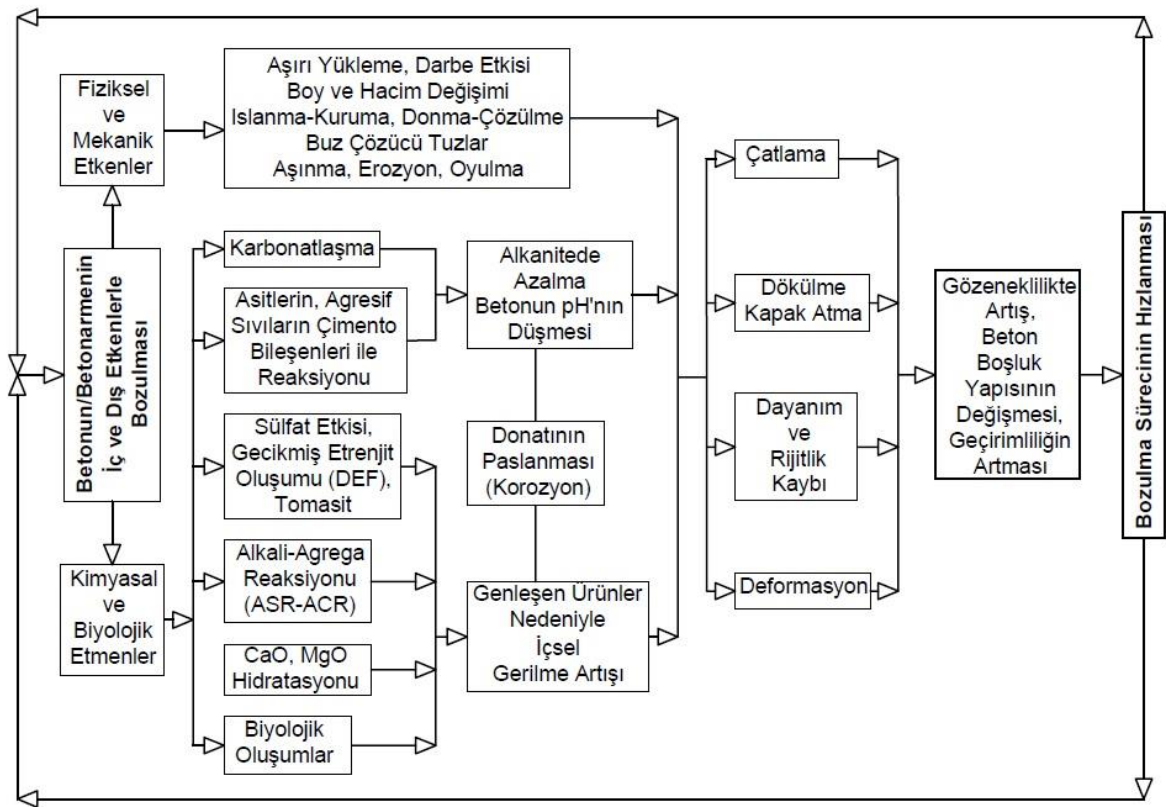 Fiziksel
ve
Mekanik
Etkenler
Aşırı Yükleme, Darbe Etkisi
Boy ve Hacim Değişimi
Islanma-Kuruma, Donma-Çözülme
Buz Çözücü Tuzlar
Aşınma, Erozyon, Oyulma
Betonun/Betonarmenin
İç ve Dış Etkenlerle
Bozulması
Kimyasal
ve
Biyolojik
Etmenler
Karbonatlaşma
Asitlerin, Agresif
Sıvıların Çimento
Bileşenleri ile
Reaksiyonu
Sülfat Etkisi,
Gecikmiş Etrenjit
Oluşumu (DEF),
Tomasit
Alkali-Agrega
Reaksiyonu
(ASR-ACR)
CaO, MgO
Hidratasyonu
Biyolojik
Oluşumlar
Alkanitede
Azalma
Betonun pH'nın
Düşmesi
Donatının
Paslanması
(Korozyon)
Genleşen Ürünler
Nedeniyle
İçsel
Gerilme Artışı
Çatlama
Dökülme
Kapak Atma
Dayanım
ve
Rijitlik
Kaybı
Deformasyon
Gözeneklilikte
Artış,
Beton
Boşluk
Yapısının
Değişmesi,
Geçirimliliğin
Artması
Bozulma Sürecinin Hızlanması